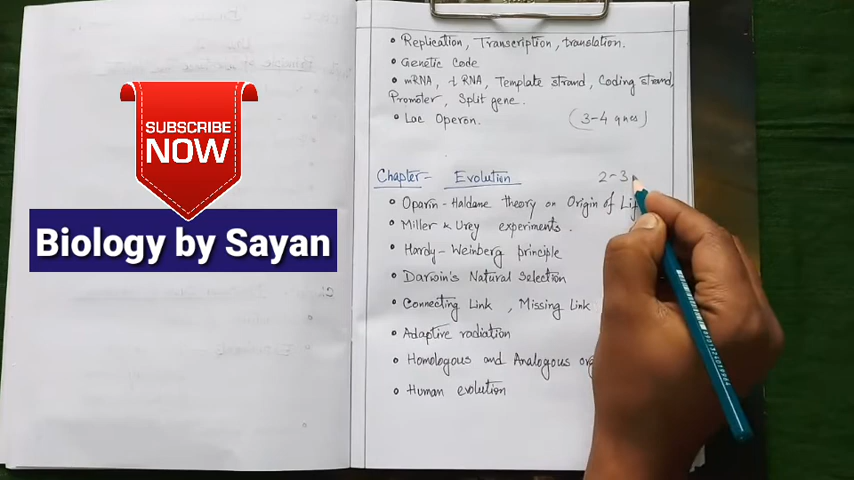 • Replication, Transcription, translation.
• Genetic Code
• mRNA, tRNA, Template strand, Coding strand,
Promoter, Split gene.
• Lac Operon. (3-4 ques)
Chapter- Evolution 2-3
• Oparin-Haldane theory on Origin of Lif
• Miller & Urey experiments.
• Hardy-Weinberg principle
• Darwin's Natural Selection
• Connecting Link, Missing Link
• Adaptive radiation
• Homologous and Analogous org
• Human evolution
SUBSCRIBE
NOW
Biology by Sayan